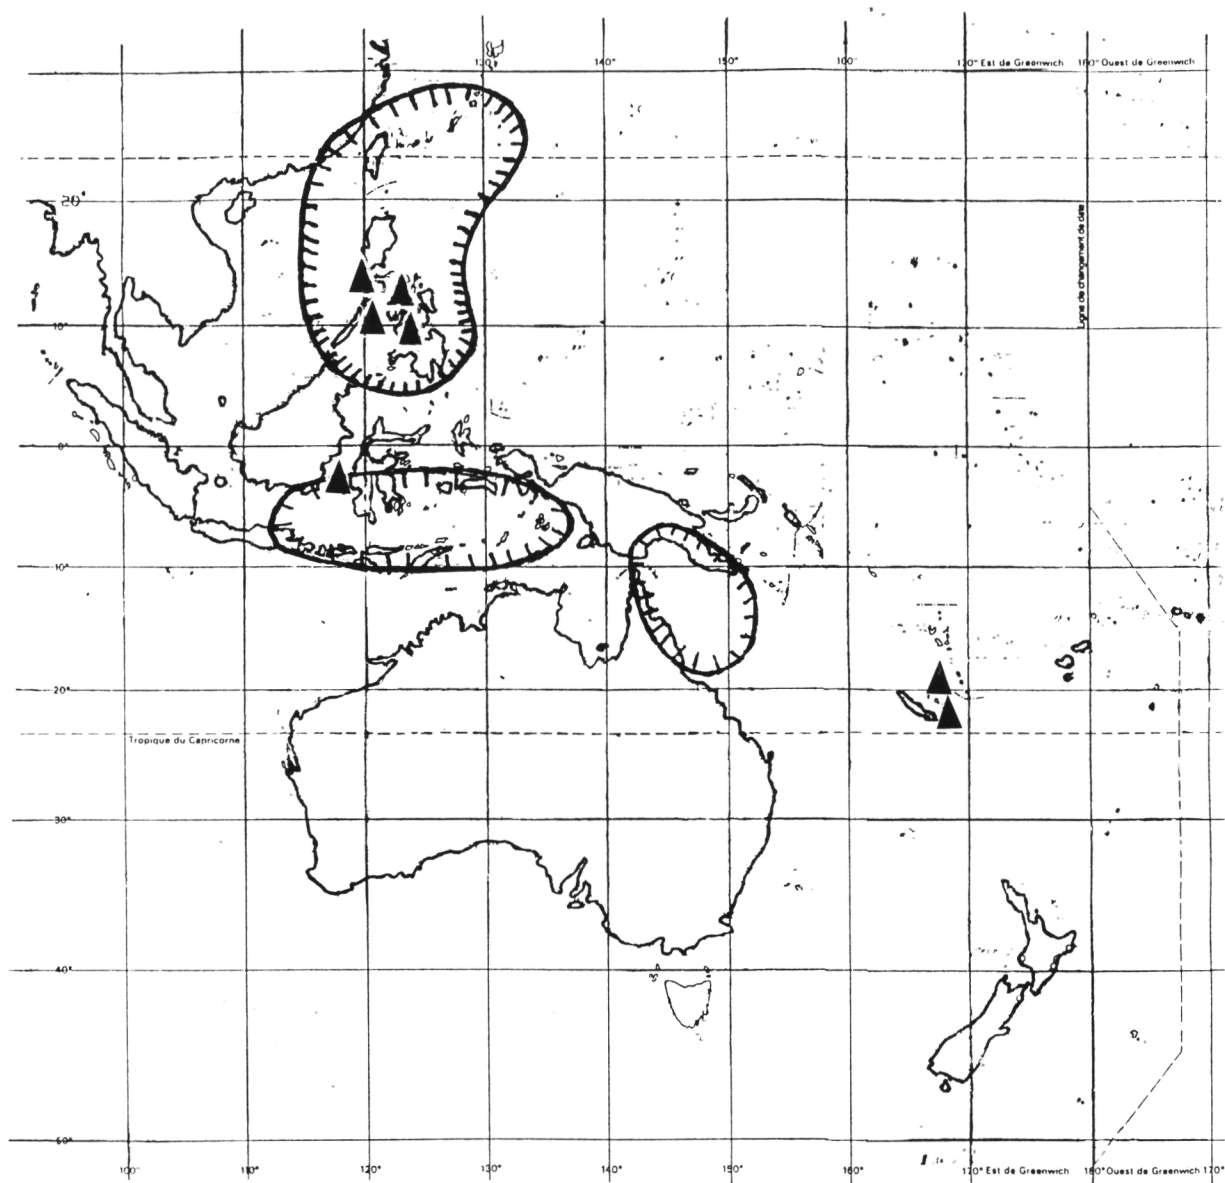 130° 140° 150° 160° 170° Est de Greenwich 180° Ouest de Greenwich
20°
Ligne de changement de date
10°
0°
10°
20°
Tropique du Capricorne
30°
40°
50°
100° 110° 120° 130° 140° 150° 160° 170° Est de Greenwich 180° Ouest de Greenwich 170°